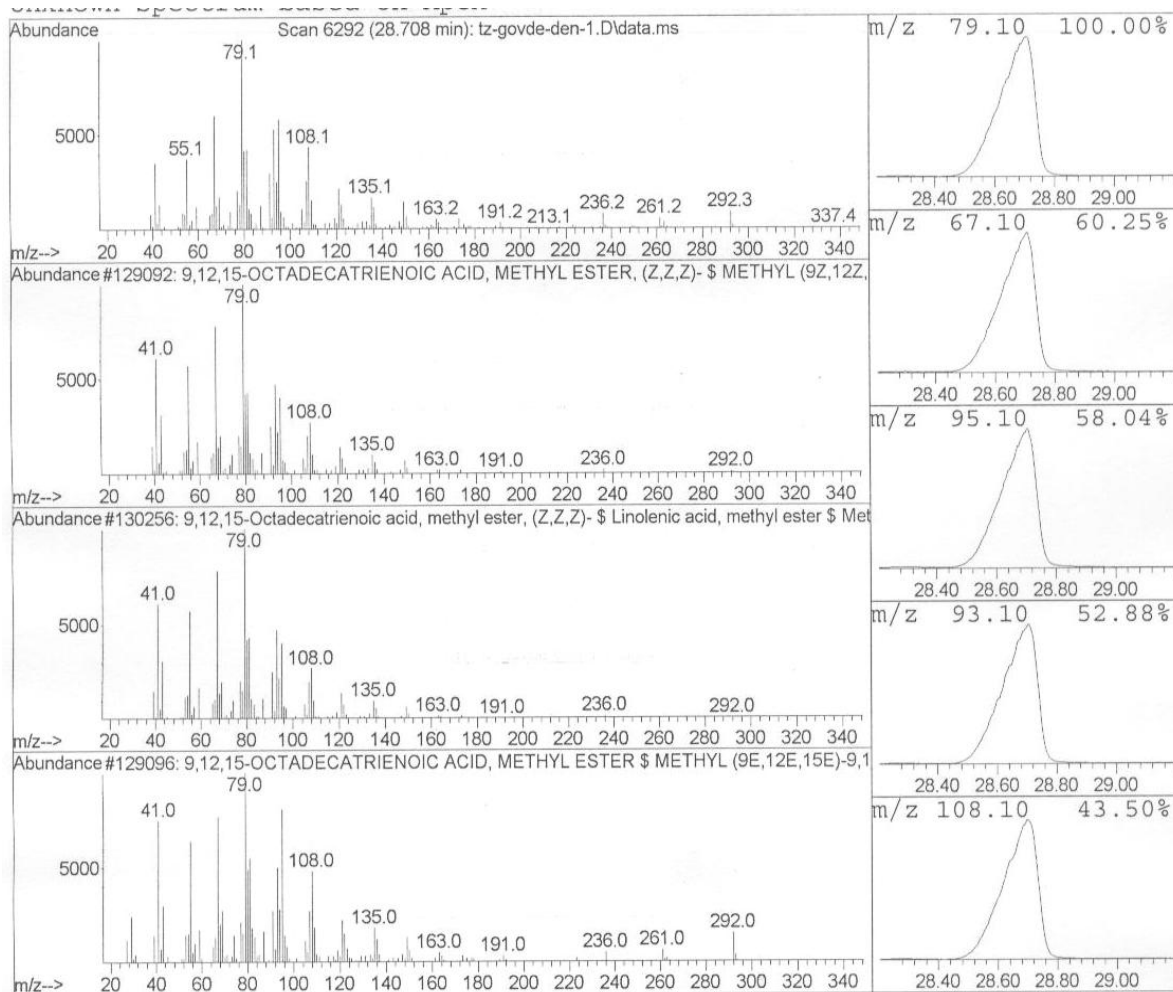 Abundance Scan 6292 (28.708 min): tz-govde-den-1.D\data.ms
79.1
5000
55.1
108.1
135.1
163.2
191.2
213.1
236.2
261.2
292.3
337.4
m/z--> 20 40 60 80 100 120 140 160 180 200 220 240 260 280 300 320 340
Abundance #129092: 9,12,15-OCTADECATRIENOIC ACID, METHYL ESTER, (Z,Z,Z)- $ METHYL (9Z,12Z,
79.0
41.0
5000
108.0
135.0
163.0
191.0
236.0
292.0
m/z--> 20 40 60 80 100 120 140 160 180 200 220 240 260 280 300 320 340
Abundance #130256: 9,12,15-Octadecatrienoic acid, methyl ester, (Z,Z,Z)- $ Linolenic acid, methyl ester $ Met
79.0
41.0
5000
108.0
135.0
163.0
191.0
236.0
292.0
m/z--> 20 40 60 80 100 120 140 160 180 200 220 240 260 280 300 320 340
Abundance #129096: 9,12,15-OCTADECATRIENOIC ACID, METHYL ESTER $ METHYL (9E,12E,15E)-9,1
79.0
41.0
5000
108.0
135.0
163.0
191.0
236.0
261.0
292.0
m/z--> 20 40 60 80 100 120 140 160 180 200 220 240 260 280 300 320 340
m/z 79.10 100.00%
28.40 28.60 28.80 29.00
m/z 67.10 60.25%
28.40 28.60 28.80 29.00
m/z 95.10 58.04%
28.40 28.60 28.80 29.00
m/z 93.10 52.88%
28.40 28.60 28.80 29.00
m/z 108.10 43.50%
28.40 28.60 28.80 29.00